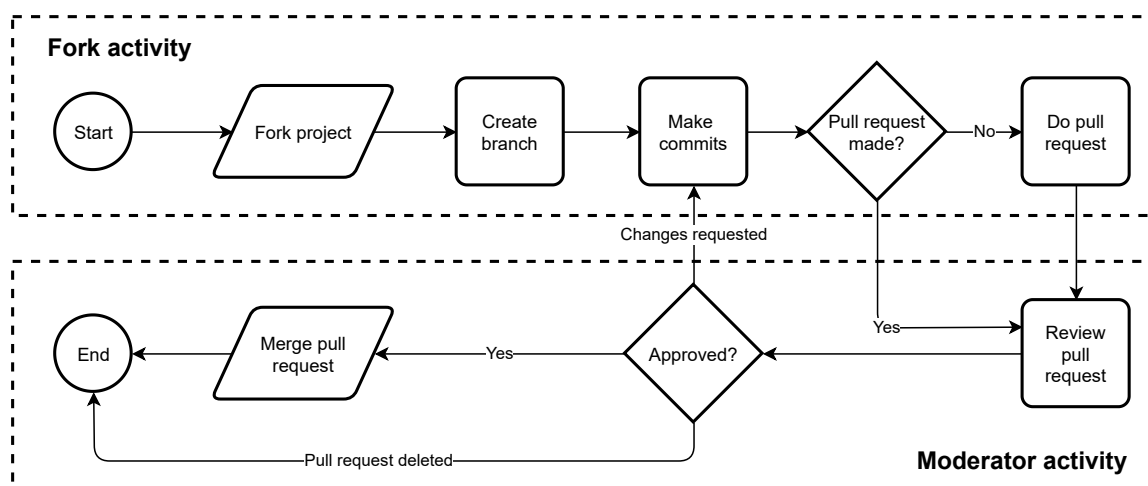 Fork activity
Start
Fork project
Create
branch
Make
commits
Pull request
made?
No
Do pull
request
Changes requested
Yes
End
Merge pull
request
Yes
Approved?
Review
pull
request
Pull request deleted
Moderator activity